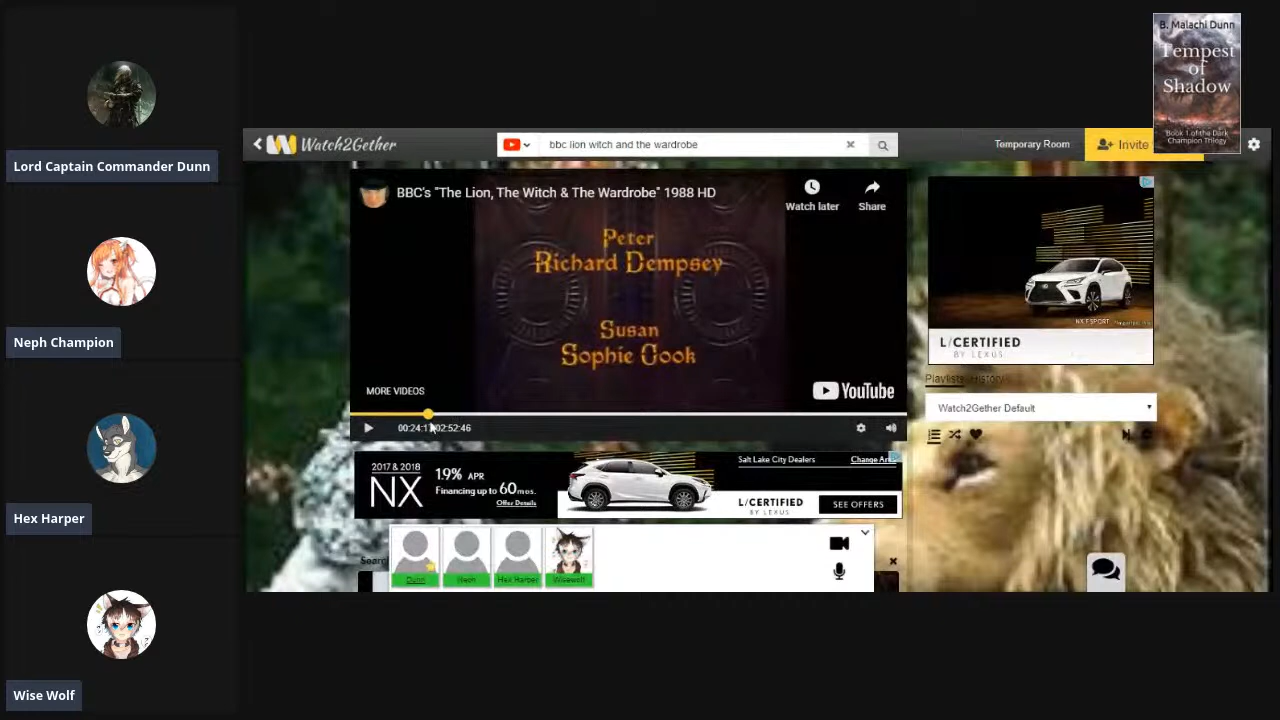 B. Malachi Dunn
Tempest
of
Shadow
Book 1 of the Dark
Champion Trilogy
Lord Captain Commander Dunn
Neph Champion
Hex Harper
Wise Wolf
Watch2Gether
bbc lion witch and the wardrobe
Temporary Room
Invite
BBC's "The Lion, The Witch & The Wardrobe" 1988 HD
Watch later
Share
Peter
Richard Dempsey
Susan
Sophie Cook
MORE VIDEOS
YouTube
02:52:46
L/CERTIFIED
BY LEXUS
Playlists History
Watch2Gether Default
2017 & 2018
NX
1.9% APR
Financing up to 60mos.
Offer Details
Salt Lake City Dealers
L/CERTIFIED
BY LEXUS
SEE OFFERS
Dunn
Neph
Hex Harper
Wisewolf